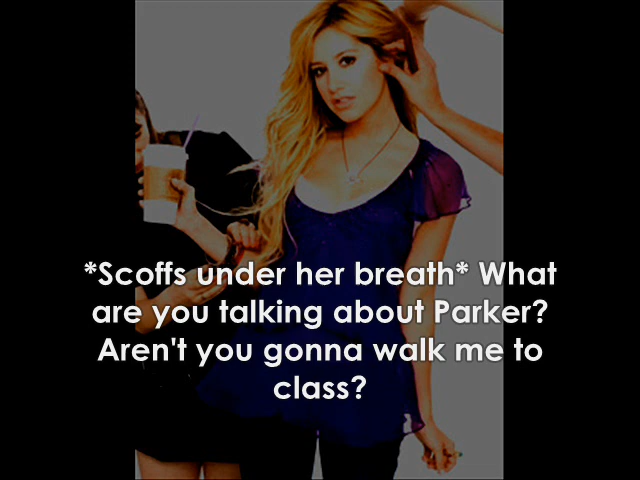 *Scoffs under her breath* What
are you talking about Parker?
Aren't you gonna walk me to
class?